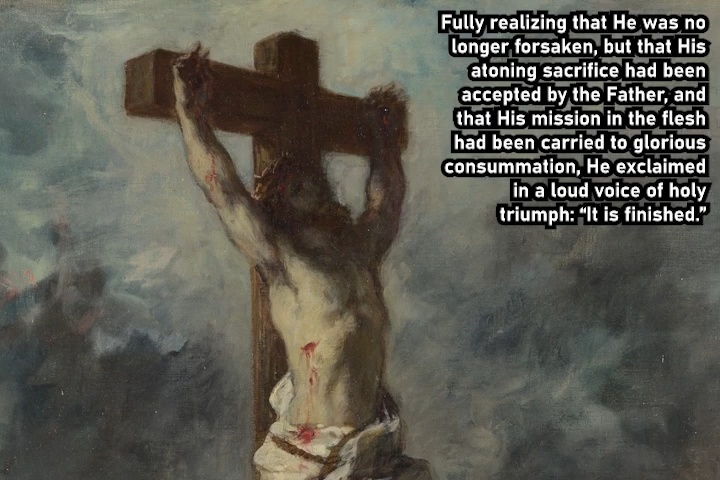 Fully realizing that He was no
longer forsaken, but that His
atoning sacrifice had been
accepted by the Father, and
that His mission in the flesh
had been carried to glorious
consummation, He exclaimed
in a loud voice of holy
triumph: “It is finished.”